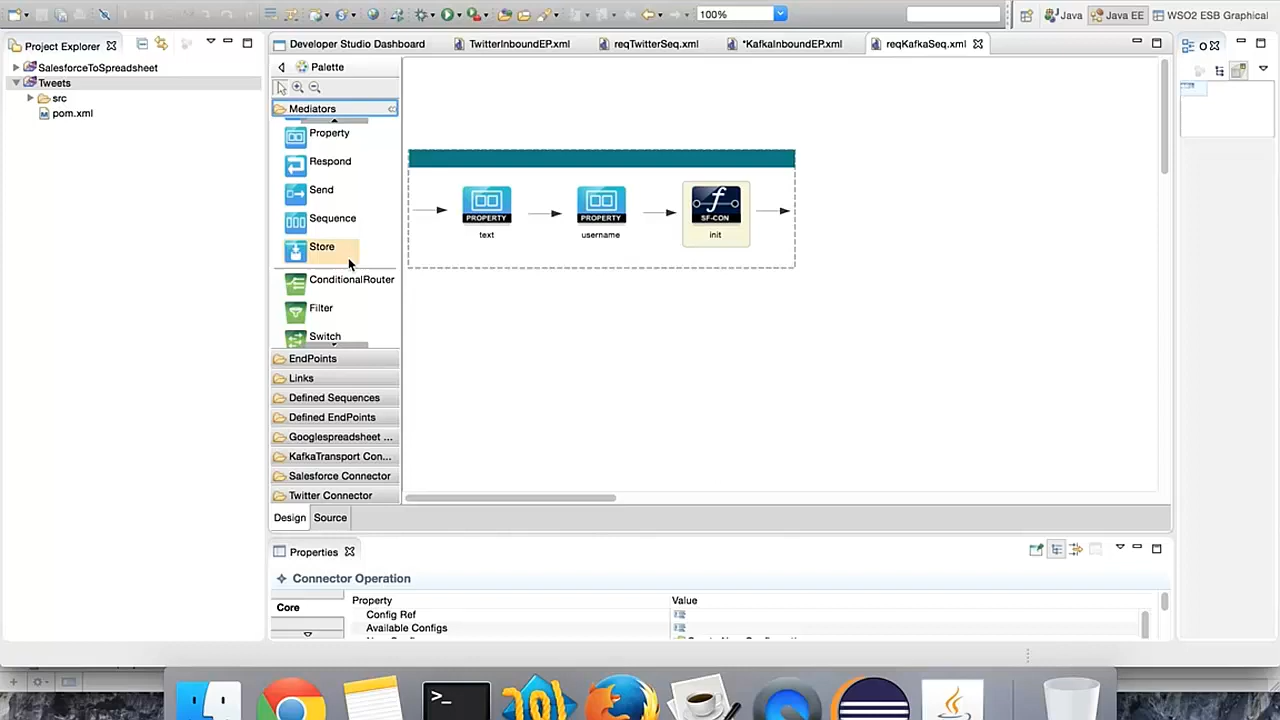 100%
Java
Java EE
WSO2 ESB Graphical
Project Explorer
Developer Studio Dashboard
TwitterInboundEP.xml
reqTwitterSeq.xml
*KafkaInboundEP.xml
reqKafkaSeq.xml
O
SalesforceToSpreadsheet
Tweets
src
pom.xml
Palette
Mediators
Property
Respond
Send
Sequence
Store
ConditionalRouter
Filter
Switch
EndPoints
Links
Defined Sequences
Defined EndPoints
Googlespreadsheet ...
KafkaTransport Con...
Salesforce Connector
Twitter Connector
PROPERTY
text
PROPERTY
username
SF-CON
init
Design
Source
Properties
Connector Operation
Core
Property
Value
Config Ref
Available Configs